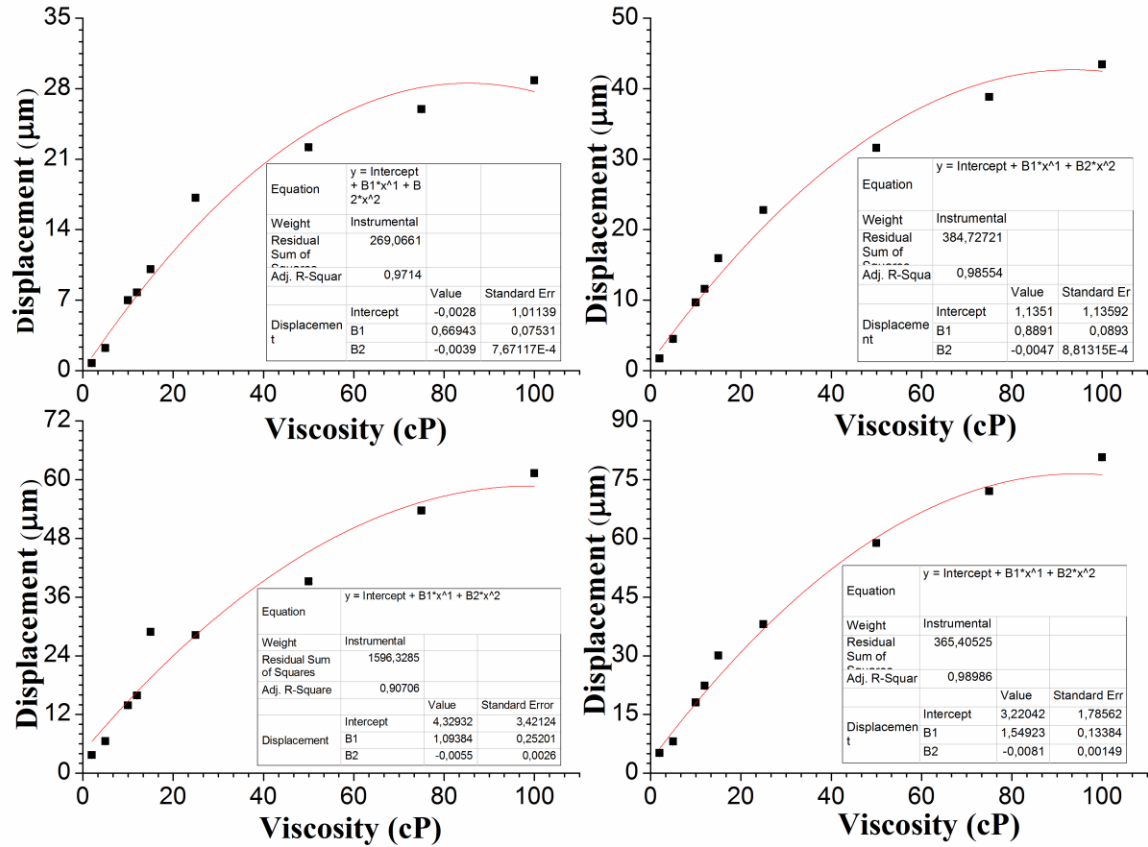 35
28
21
14
7
0
Displacement (µm)
0 20 40 60 80 100
Viscosity (cP)
Equation
y = Intercept
+ B1*x^1 + B
2*x^2
Weight Instrumental
Residual
Sum of
269,0661
Adj. R-Squar 0,9714
Value Standard Err
Displacemen
t
Intercept -0,0028 1,01139
B1 0,66943 0,07531
B2 -0,0039 7,67117E-4
50
40
30
20
10
0
Displacement (µm)
0 20 40 60 80 100
Viscosity (cP)
Equation
y = Intercept + B1*x^1 + B2*x^2
Weight Instrumental
Residual
Sum of
384,72721
Adj. R-Squa 0,98554
Value Standard Er
Displaceme
nt
Intercept 1,1351 1,13592
B1 0,8891 0,0893
B2 -0,0047 8,81315E-4
72
60
48
36
24
12
0
Displacement (µm)
0 20 40 60 80 100
Viscosity (cP)
Equation
y = Intercept + B1*x^1 + B2*x^2
Weight Instrumental
Residual Sum
of Squares
1596,3285
Adj. R-Square 0,90706
Value Standard Error
Displacement
Intercept 4,32932 3,42124
B1 1,09384 0,25201
B2 -0,0055 0,0026
90
75
60
45
30
15
0
Displacement (µm)
0 20 40 60 80 100
Viscosity (cP)
Equation
y = Intercept + B1*x^1 + B2*x^2
Weight Instrumental
Residual
Sum of
365,40525
Adj. R-Squar 0,98986
Value Standard Err
Displacemen
t
Intercept 3,22042 1,78562
B1 1,54923 0,13384
B2 -0,0081 0,00149